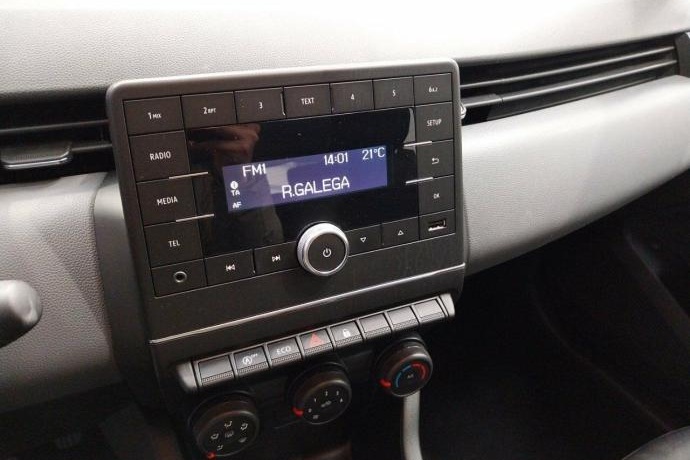 1 MIX
2 RPT
3
TEXT
4
5
6 A-Z
RADIO
SETUP
MEDIA
OK
TEL
FM1 14:01 21°C
i
TA
R.GALEGA
AF
A
ECO